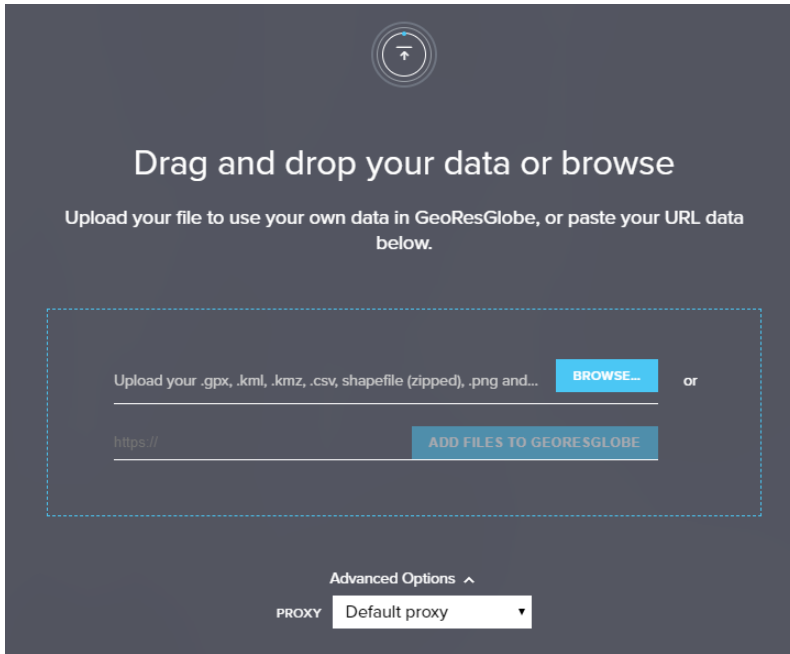 Drag and drop your data or browse
Upload your file to use your own data in GeoResGlobe, or paste your URL data
below.
Upload your .gpx, .kml, .kmz, .csv, shapefile (zipped), .png and...
BROWSE... or
https:// ADD FILES TO GEORESGLOBE
Advanced Options
PROXY Default proxy